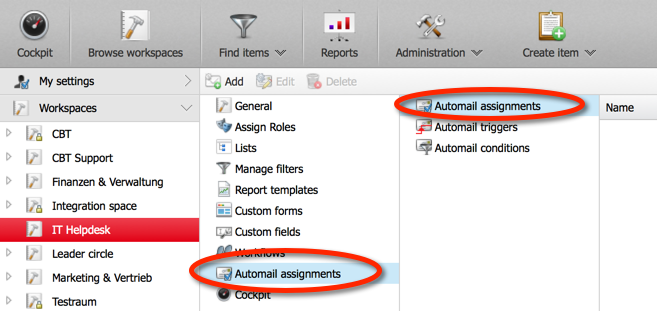 Cockpit
Browse workspaces
Find items
Reports
Administration
Create item
My settings
Add
Edit
Delete
Workspaces
CBT
CBT Support
Finanzen & Verwaltung
Integration space
IT Helpdesk
Leader circle
Marketing & Vertrieb
Testraum
General
Assign Roles
Lists
Manage filters
Report templates
Custom forms
Custom fields
Workflows
Automail assignments
Cockpit
Automail assignments
Automail triggers
Automail conditions
Name